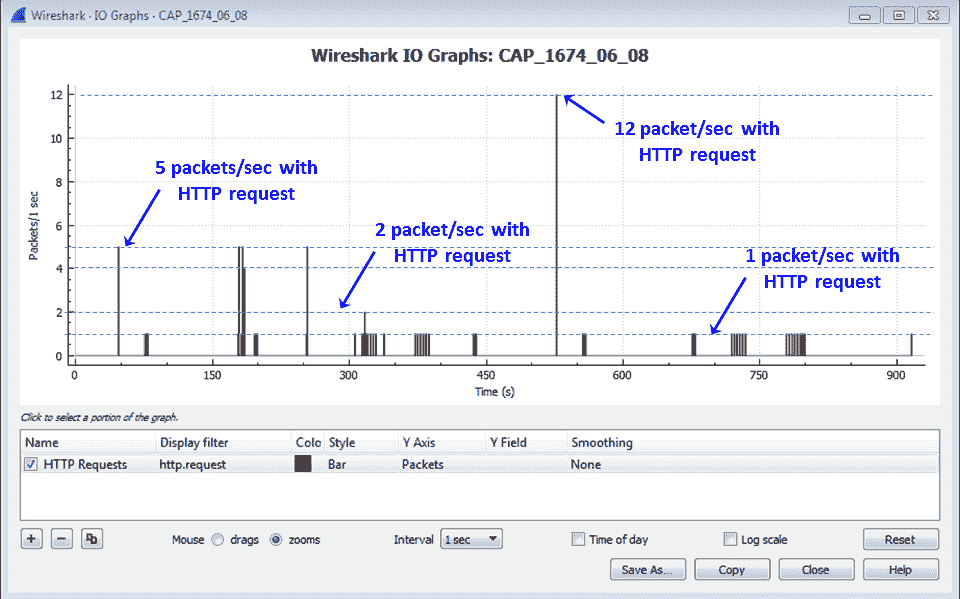 Wireshark · IO Graphs · CAP_1674_06_08
Wireshark IO Graphs: CAP_1674_06_08
12
10
8
6
4
2
0
Packets/1 sec
12 packet/sec with
HTTP request
5 packets/sec with
HTTP request
2 packet/sec with
HTTP request
1 packet/sec with
HTTP request
0 150 300 450 600 750 900
Time (s)
Click to select a portion of the graph.
Name Display filter Colo Style Y Axis Y Field Smoothing
HTTP Requests http.request Bar Packets None
+ − Mouse drags zooms Interval 1 sec Time of day Log scale Reset
Save As... Copy Close Help